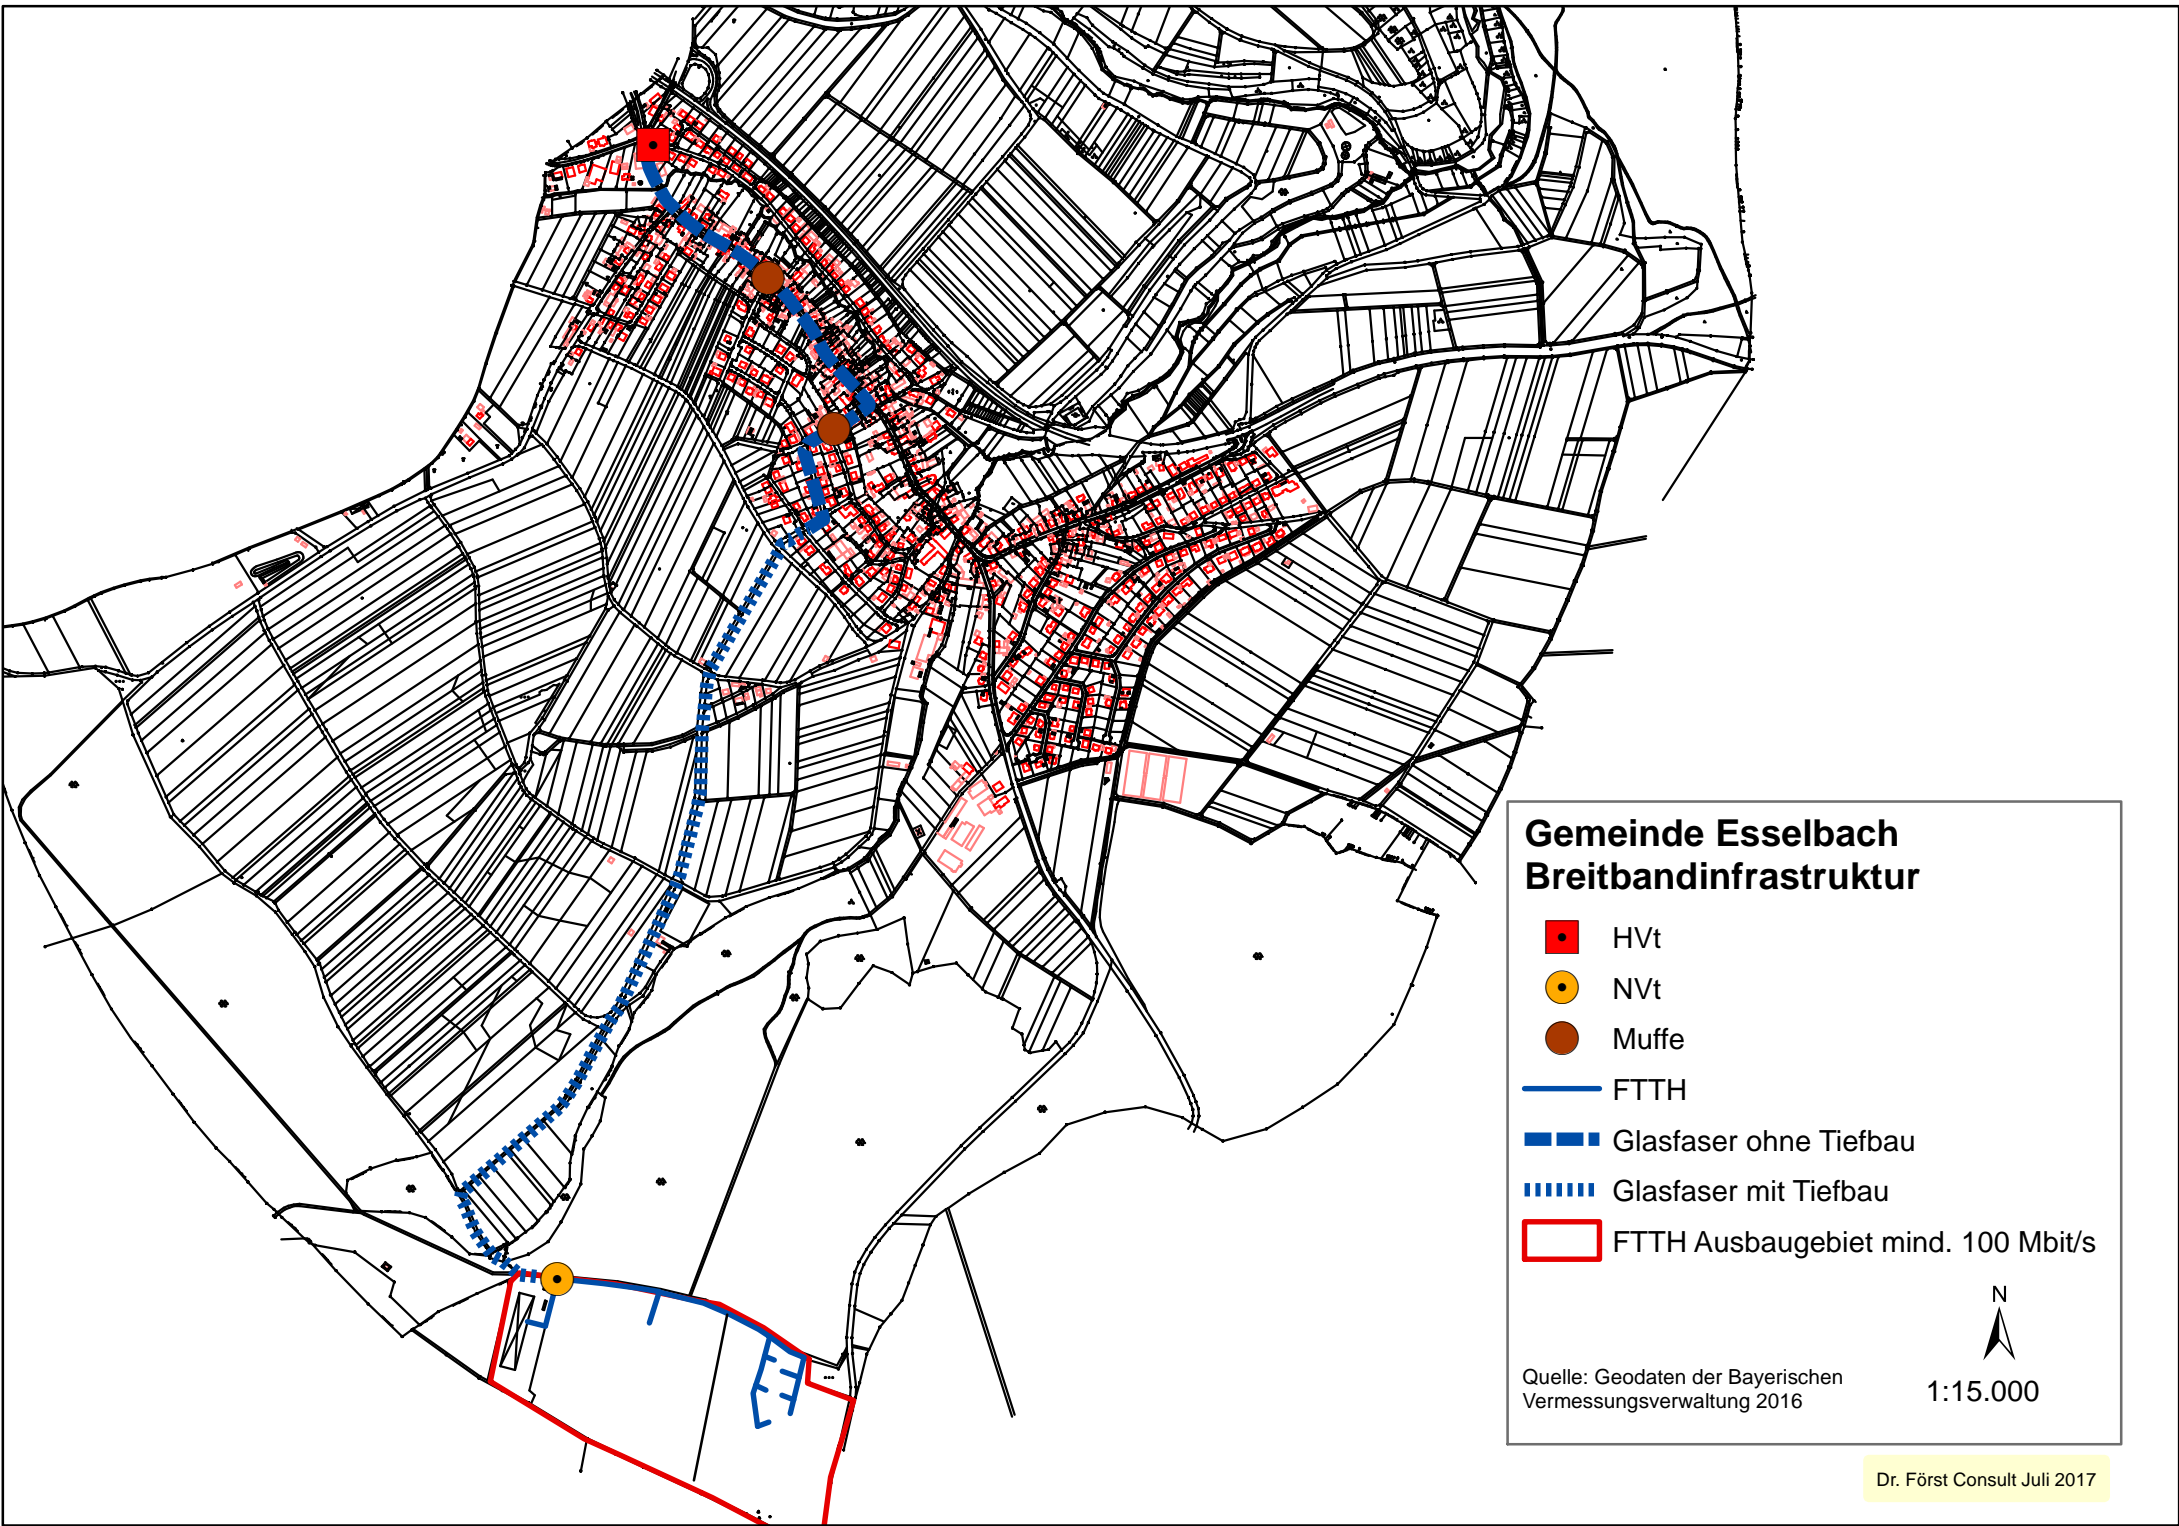 Gemeinde Esselbach
Breitbandinfrastruktur
HVt
NVt
Muffe
FTTH
Glasfaser ohne Tiefbau
Glasfaser mit Tiefbau
FTTH Ausbaugebiet mind. 100 Mbit/s
N
Quelle: Geodaten der Bayerischen
Vermessungsverwaltung 2016
1:15.000
Dr. Först Consult Juli 2017